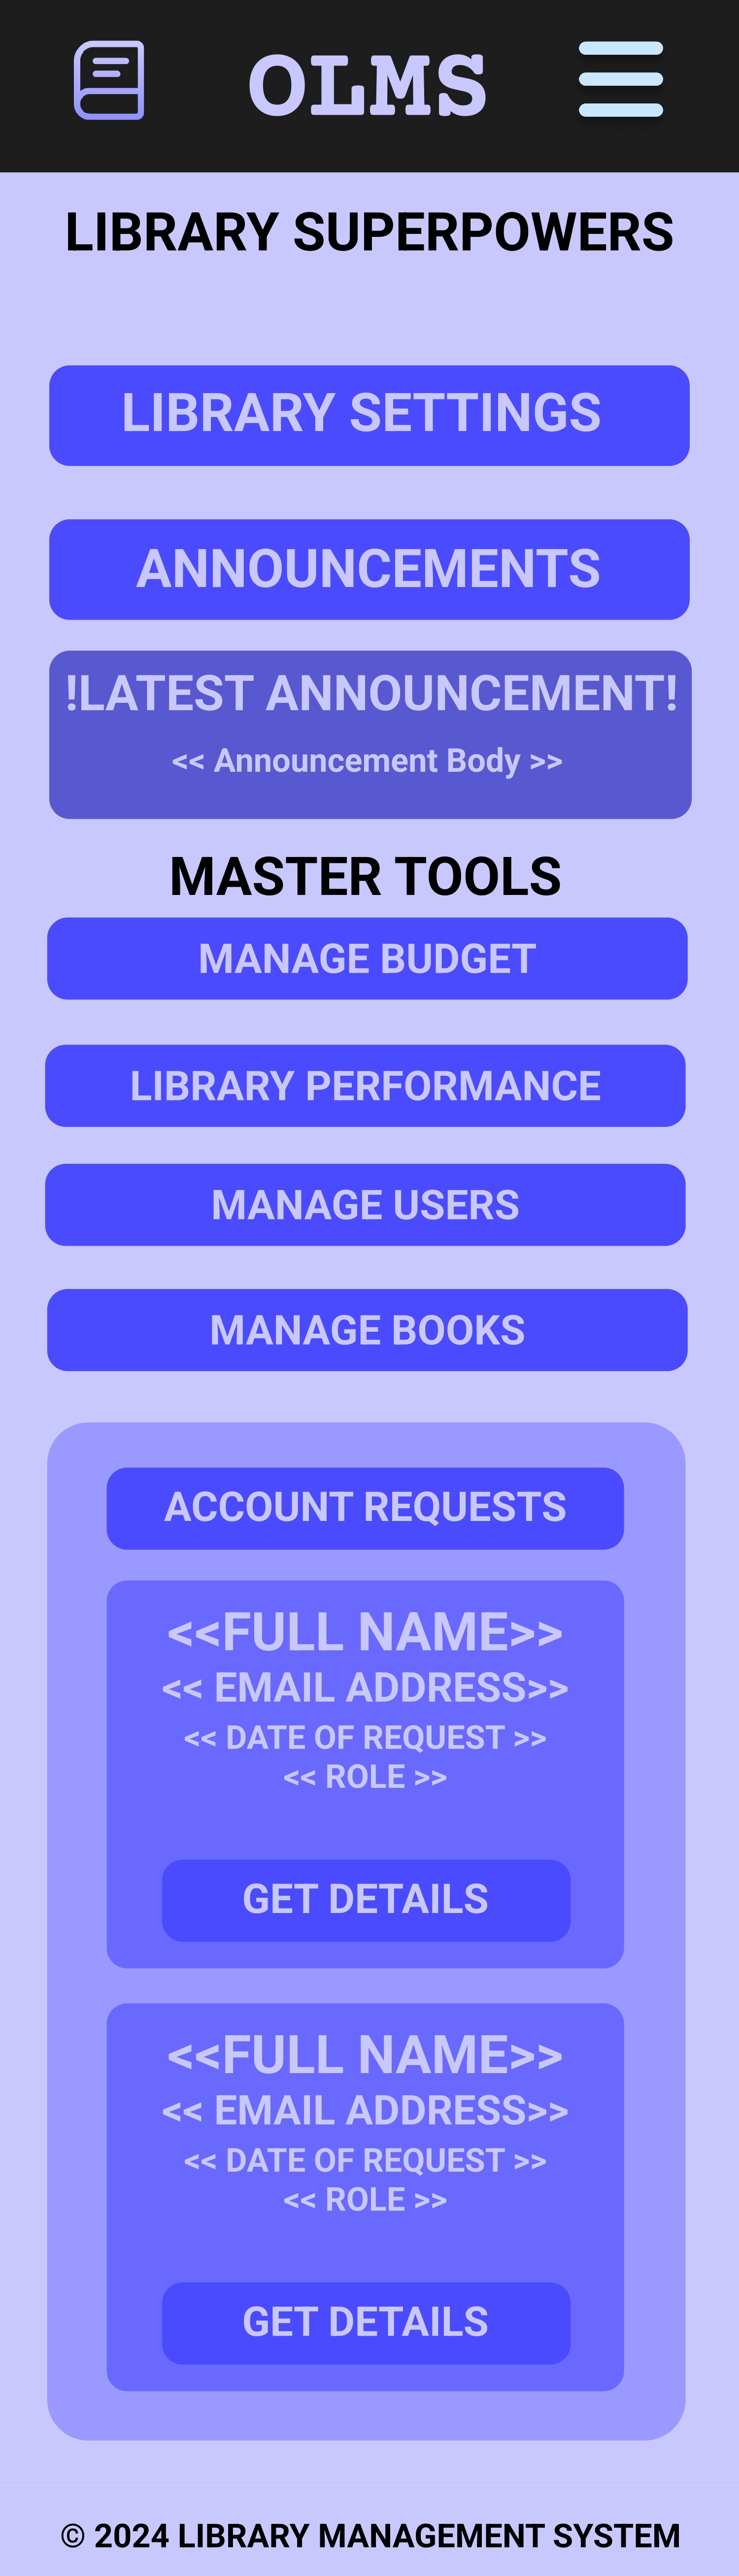 OLMS
LIBRARY SUPERPOWERS
LIBRARY SETTINGS
ANNOUNCEMENTS
!LATEST ANNOUNCEMENT!
<< Announcement Body >>
MASTER TOOLS
MANAGE BUDGET
LIBRARY PERFORMANCE
MANAGE USERS
MANAGE BOOKS
ACCOUNT REQUESTS
<<FULL NAME>>
<< EMAIL ADDRESS>>
<< DATE OF REQUEST >>
<< ROLE >>
GET DETAILS
<<FULL NAME>>
<< EMAIL ADDRESS>>
<< DATE OF REQUEST >>
<< ROLE >>
GET DETAILS
© 2024 LIBRARY MANAGEMENT SYSTEM